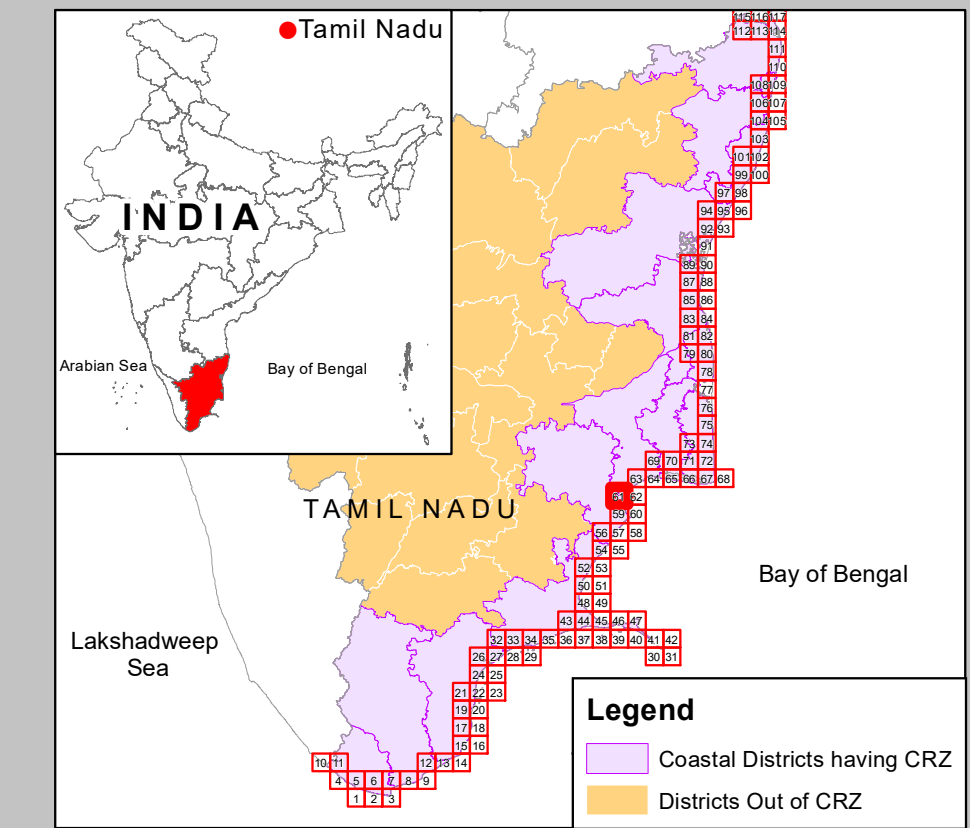 Tamil Nadu
INDIA
Arabian Sea
Bay of Bengal
115 116 117
112 113 114
111
110
108 109
106 107
104 105
103
101 102
99 100
97 98
94 95 96
92 93
91
89 90
87 88
85 86
83 84
81 82
79 80
78
77
76
75
73 74
69 70 71 72
63 64 65 66 67 68
TAMIL NADU
61 62
59 60
56 57 58
54 55
52 53
Bay of Bengal
50 51
48 49
43 44 45 46 47
Lakshadweep
Sea
32 33 34 35 36 37 38 39 40 41 42
26 27 28 29 30 31
24 25
21 22 23
19 20
17 18
15 16
10 11 12 13 14
4 5 6 7 8 9
1 2 3
Legend
Coastal Districts having CRZ
Districts Out of CRZ